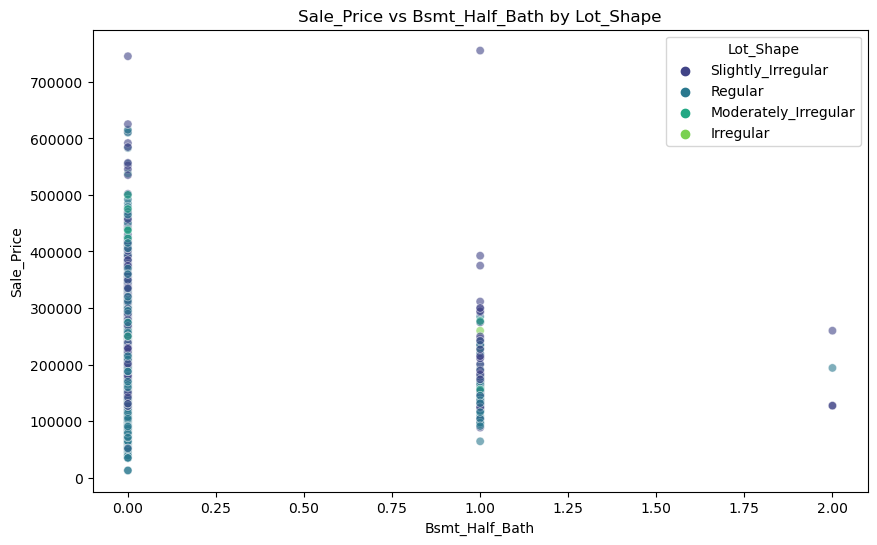 Sale_Price vs Bsmt_Half_Bath by Lot_Shape
Lot_Shape
Slightly_Irregular
Regular
Moderately_Irregular
Irregular
Sale_Price
700000
600000
500000
400000
300000
200000
100000
0
0.00 0.25 0.50 0.75 1.00 1.25 1.50 1.75 2.00
Bsmt_Half_Bath